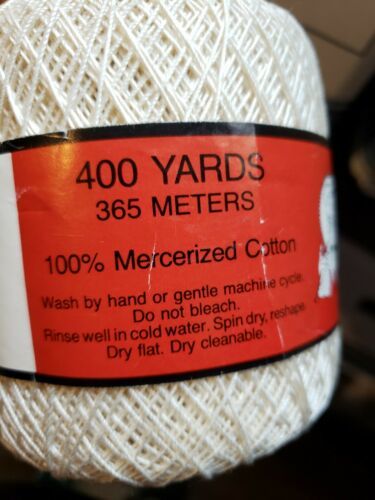 400 YARDS
365 METERS
100% Mercerized Cotton
Wash by hand or gentle machine cycle.
Do not bleach.
Rinse well in cold water. Spin dry, reshape.
Dry flat. Dry cleanable.